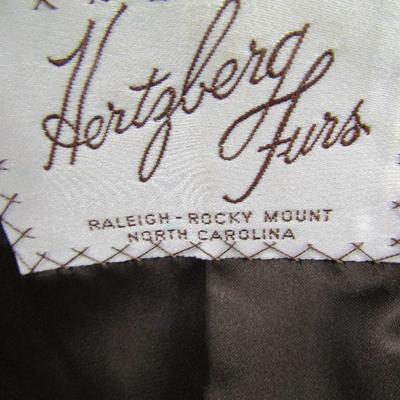 Hertzberg
Furs
RALEIGH - ROCKY MOUNT
NORTH CAROLINA